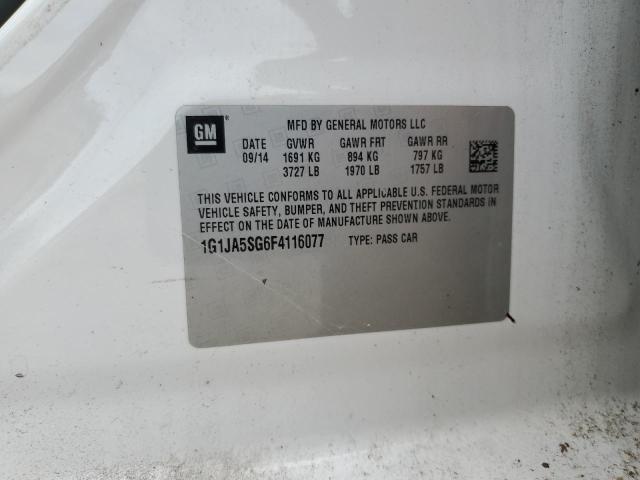 GM
MFD BY GENERAL MOTORS LLC
DATE GVWR GAWR FRT GAWR RR
09/14 1691 KG 894 KG 797 KG
3727 LB 1970 LB 1757 LB
THIS VEHICLE CONFORMS TO ALL APPLICABLE U.S. FEDERAL MOTOR
VEHICLE SAFETY, BUMPER, AND THEFT PREVENTION STANDARDS IN
EFFECT ON THE DATE OF MANUFACTURE SHOWN ABOVE.
1G1JA5SG6F4116077 TYPE: PASS CAR